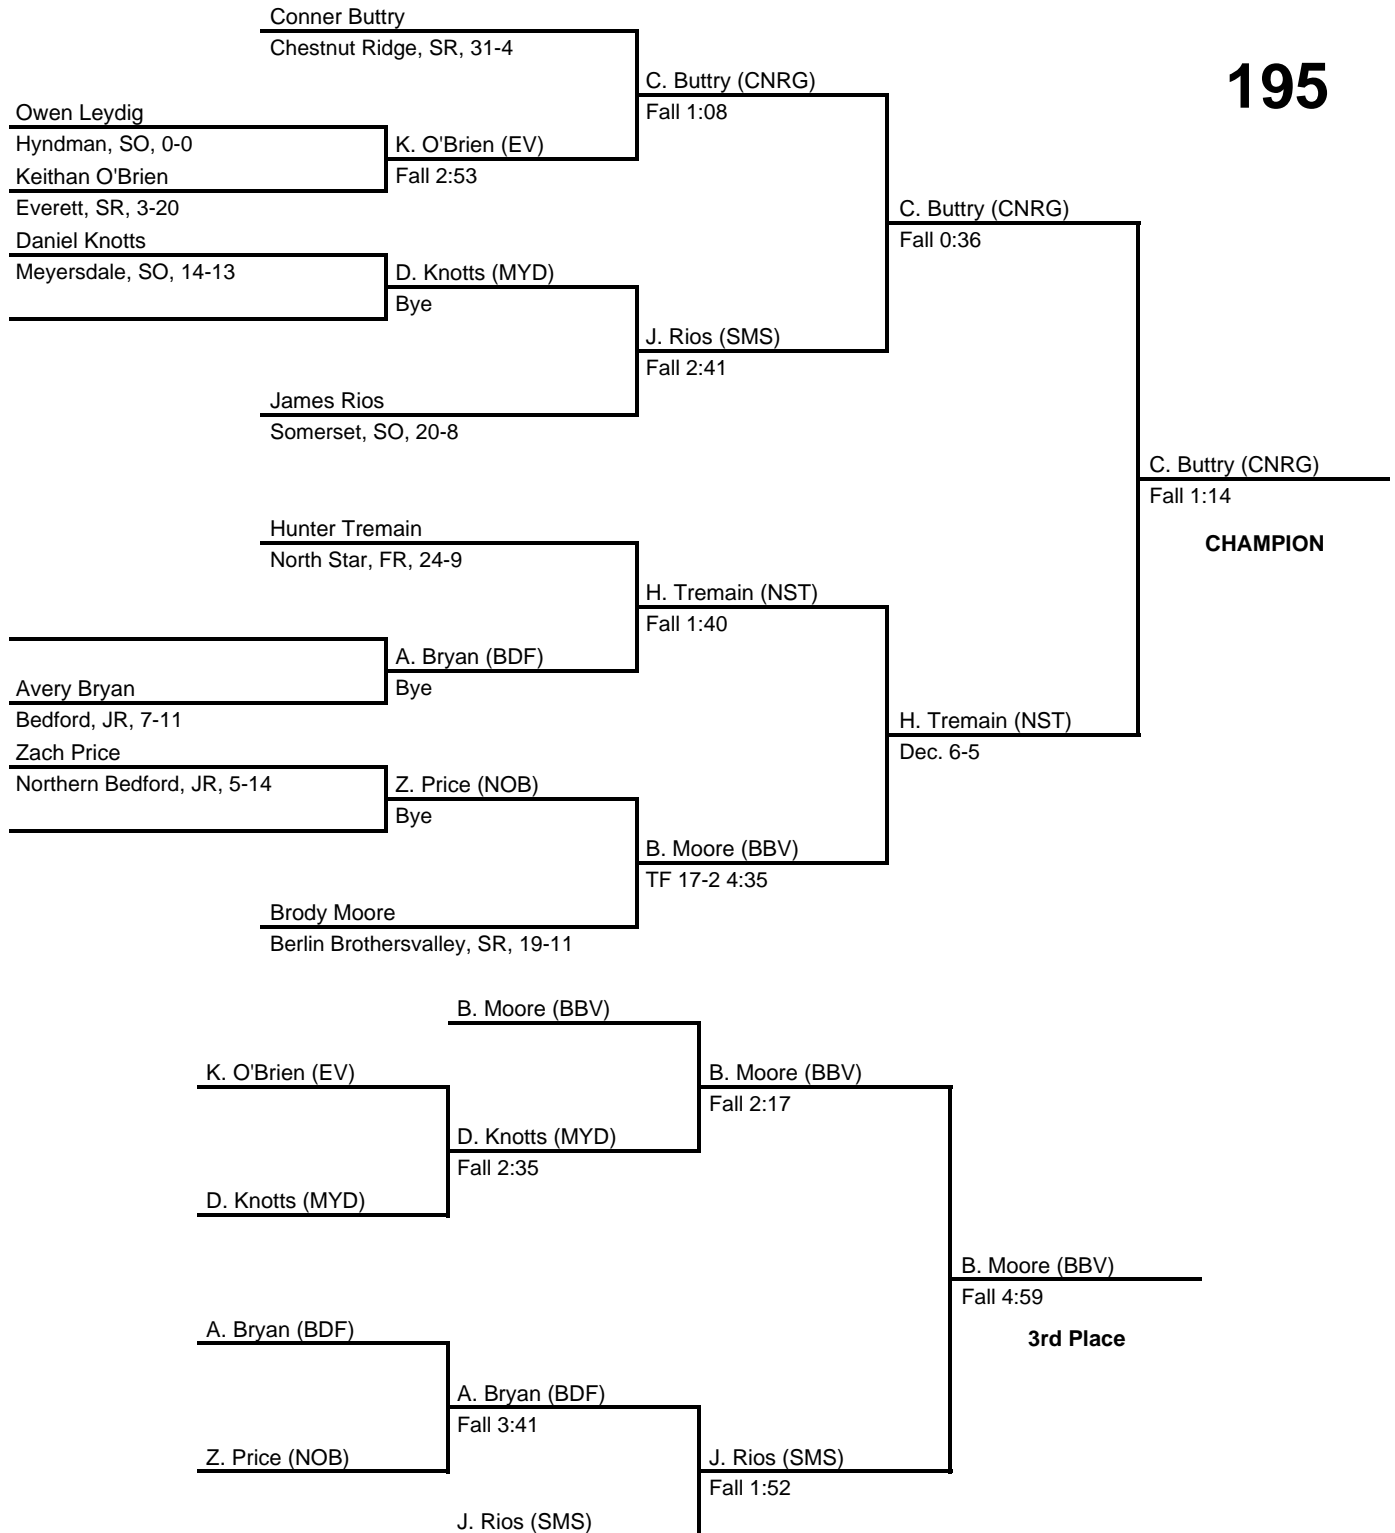 Conner Buttry
Chestnut Ridge, SR, 31-4
195
C. Buttry (CNRG)
Fall 1:08
Owen Leydig
Hyndman, SO, 0-0
K. O'Brien (EV)
Fall 2:53
Keithan O'Brien
Everett, SR, 3-20
C. Buttry (CNRG)
Fall 0:36
Daniel Knotts
Meyersdale, SO, 14-13
D. Knotts (MYD)
Bye
J. Rios (SMS)
Fall 2:41
James Rios
Somerset, SO, 20-8
C. Buttry (CNRG)
Fall 1:14
CHAMPION
Hunter Tremain
North Star, FR, 24-9
H. Tremain (NST)
Fall 1:40
A. Bryan (BDF)
Bye
Avery Bryan
Bedford, JR, 7-11
H. Tremain (NST)
Dec. 6-5
Zach Price
Northern Bedford, JR, 5-14
Z. Price (NOB)
Bye
B. Moore (BBV)
TF 17-2 4:35
Brody Moore
Berlin Brothersvalley, SR, 19-11
B. Moore (BBV)
K. O'Brien (EV)
B. Moore (BBV)
Fall 2:17
D. Knotts (MYD)
Fall 2:35
D. Knotts (MYD)
B. Moore (BBV)
Fall 4:59
3rd Place
A. Bryan (BDF)
A. Bryan (BDF)
Fall 3:41
Z. Price (NOB)
J. Rios (SMS)
Fall 1:52
J. Rios (SMS)